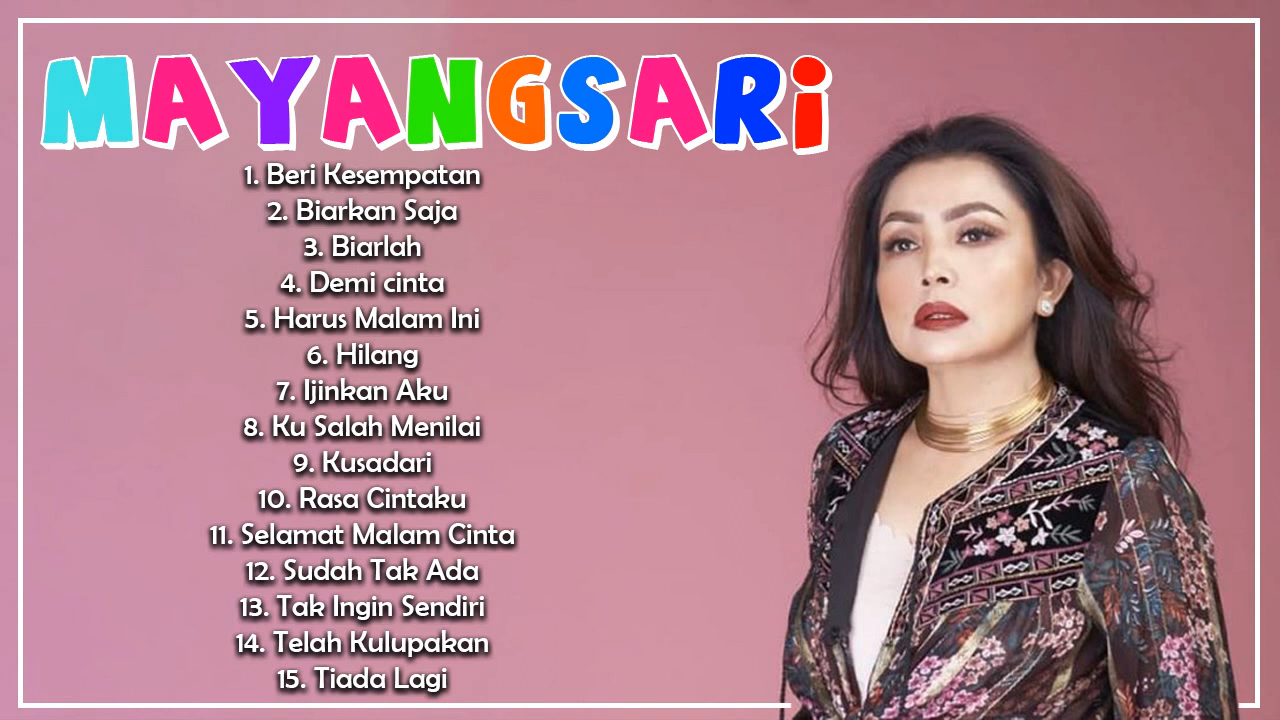 MAYANGSARi
1. Beri Kesempatan
2. Biarkan Saja
3. Biarlah
4. Demi cinta
5. Harus Malam Ini
6. Hilang
7. Ijinkan Aku
8. Ku Salah Menilai
9. Kusadari
10. Rasa Cintaku
11. Selamat Malam Cinta
12. Sudah Tak Ada
13. Tak Ingin Sendiri
14. Telah Kulupakan
15. Tiada Lagi